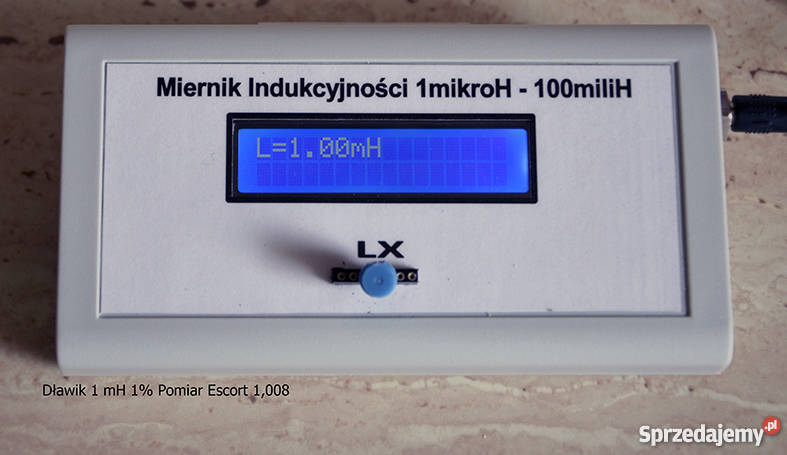 Miernik Indukcyjności 1mikroH - 100miliH
L=1.00mH
LX
Dławik 1 mH 1% Pomiar Escort 1,008
Sprzedajemy.pl